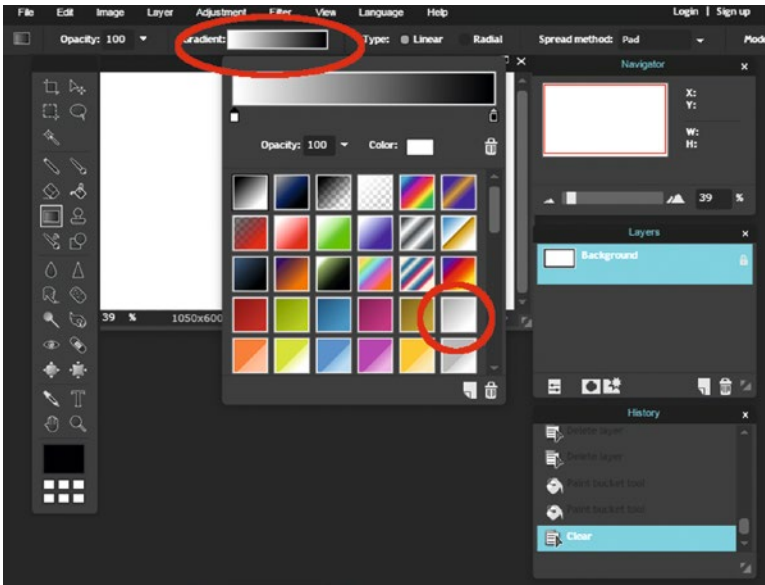 File Edit Image Layer Adjustment Filter View Language Help Login | Sign up
Opacity: 100 Gradient: Type: Linear Radial Spread method: Pad Mode
Navigator
X:
Y:
W:
H:
Opacity: 100 Color:
39 %
Layers
Background
39 % 1050x600
History
Delete layer
Delete layer
Paint bucket tool
Paint bucket tool
Clear